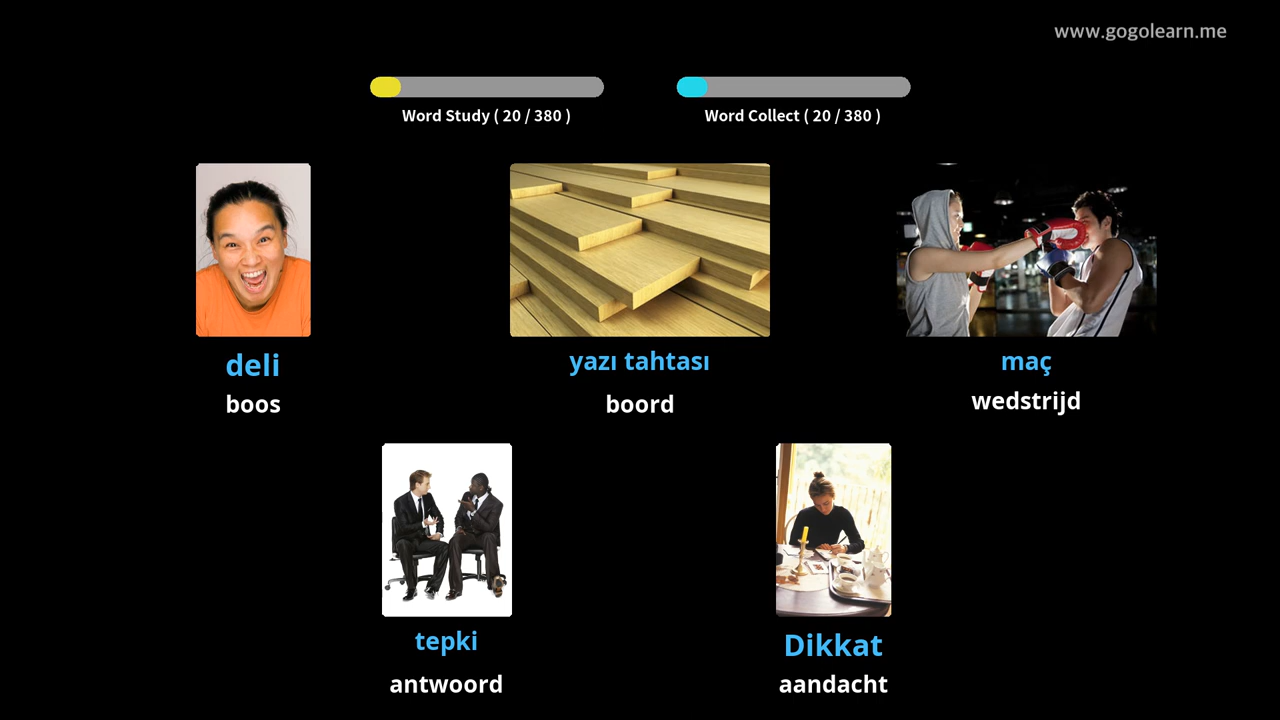 www.gogolearn.me
Word Study ( 20 / 380 )
Word Collect ( 20 / 380 )
deli
boos
yazı tahtası
boord
maç
wedstrijd
tepki
antwoord
Dikkat
aandacht